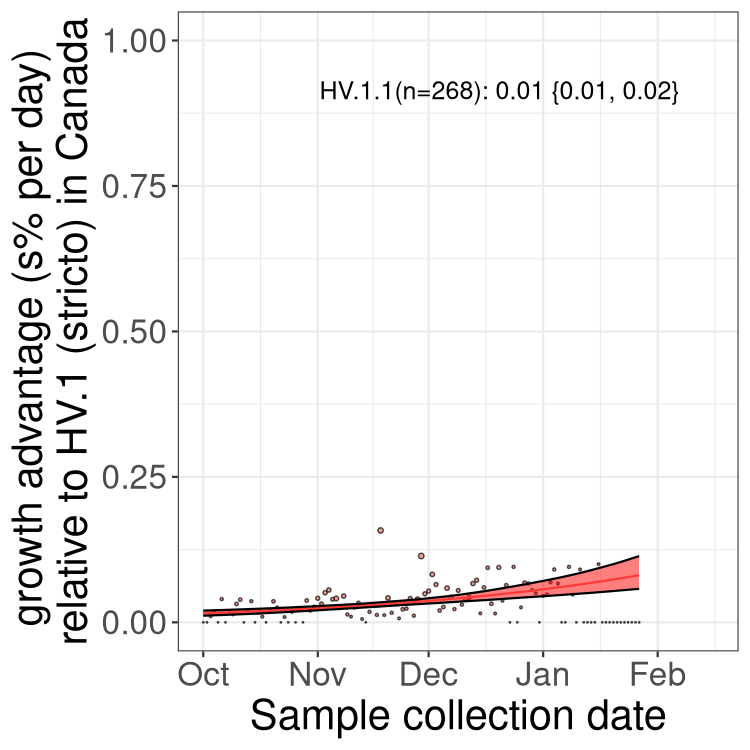 growth advantage (s% per day)
relative to HV.1 (stricto) in Canada
1.00
0.75
0.50
0.25
0.00
HV.1.1(n=268): 0.01 {0.01, 0.02}
Oct Nov Dec Jan Feb
Sample collection date